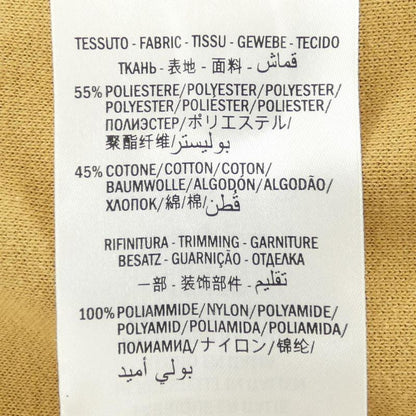 TESSUTO - FABRIC - TISSU - GEWEBE - TECIDO
ТКАНЬ - 表地 - 面料 - قماش
55% POLIESTERE/POLYESTER/POLYESTER/
POLYESTER/POLIÉSTER/POLIESTER/
ПОЛИЭСТЕР/ポリエステル/
聚酯纤维/بوليستر
45% COTONE/COTTON/COTON/
BAUMWOLLE/ALGODÓN/ALGODÃO/
ХЛОПОК/綿/棉/قُطن
RIFINITURA - TRIMMING - GARNITURE
BESATZ - GUARNIÇÃO - ОТДЕЛКА
一部 - 装饰部件 - تقليم
100% POLIAMMIDE/NYLON/POLYAMIDE/
POLYAMID/POLIAMIDA/POLIAMIDA/
ПОЛИАМИД/ナイロン/锦纶/
بولي أميد